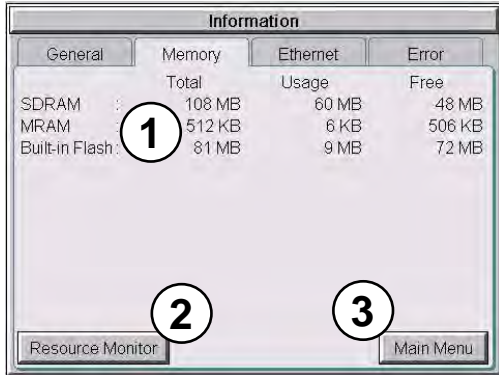 Information
General Memory Ethernet Error
Total Usage Free
SDRAM : 108 MB 60 MB 48 MB
MRAM : 512 KB 6 KB 506 KB
Built-in Flash : 81 MB 9 MB 72 MB
1
2
3
Resource Monitor Main Menu